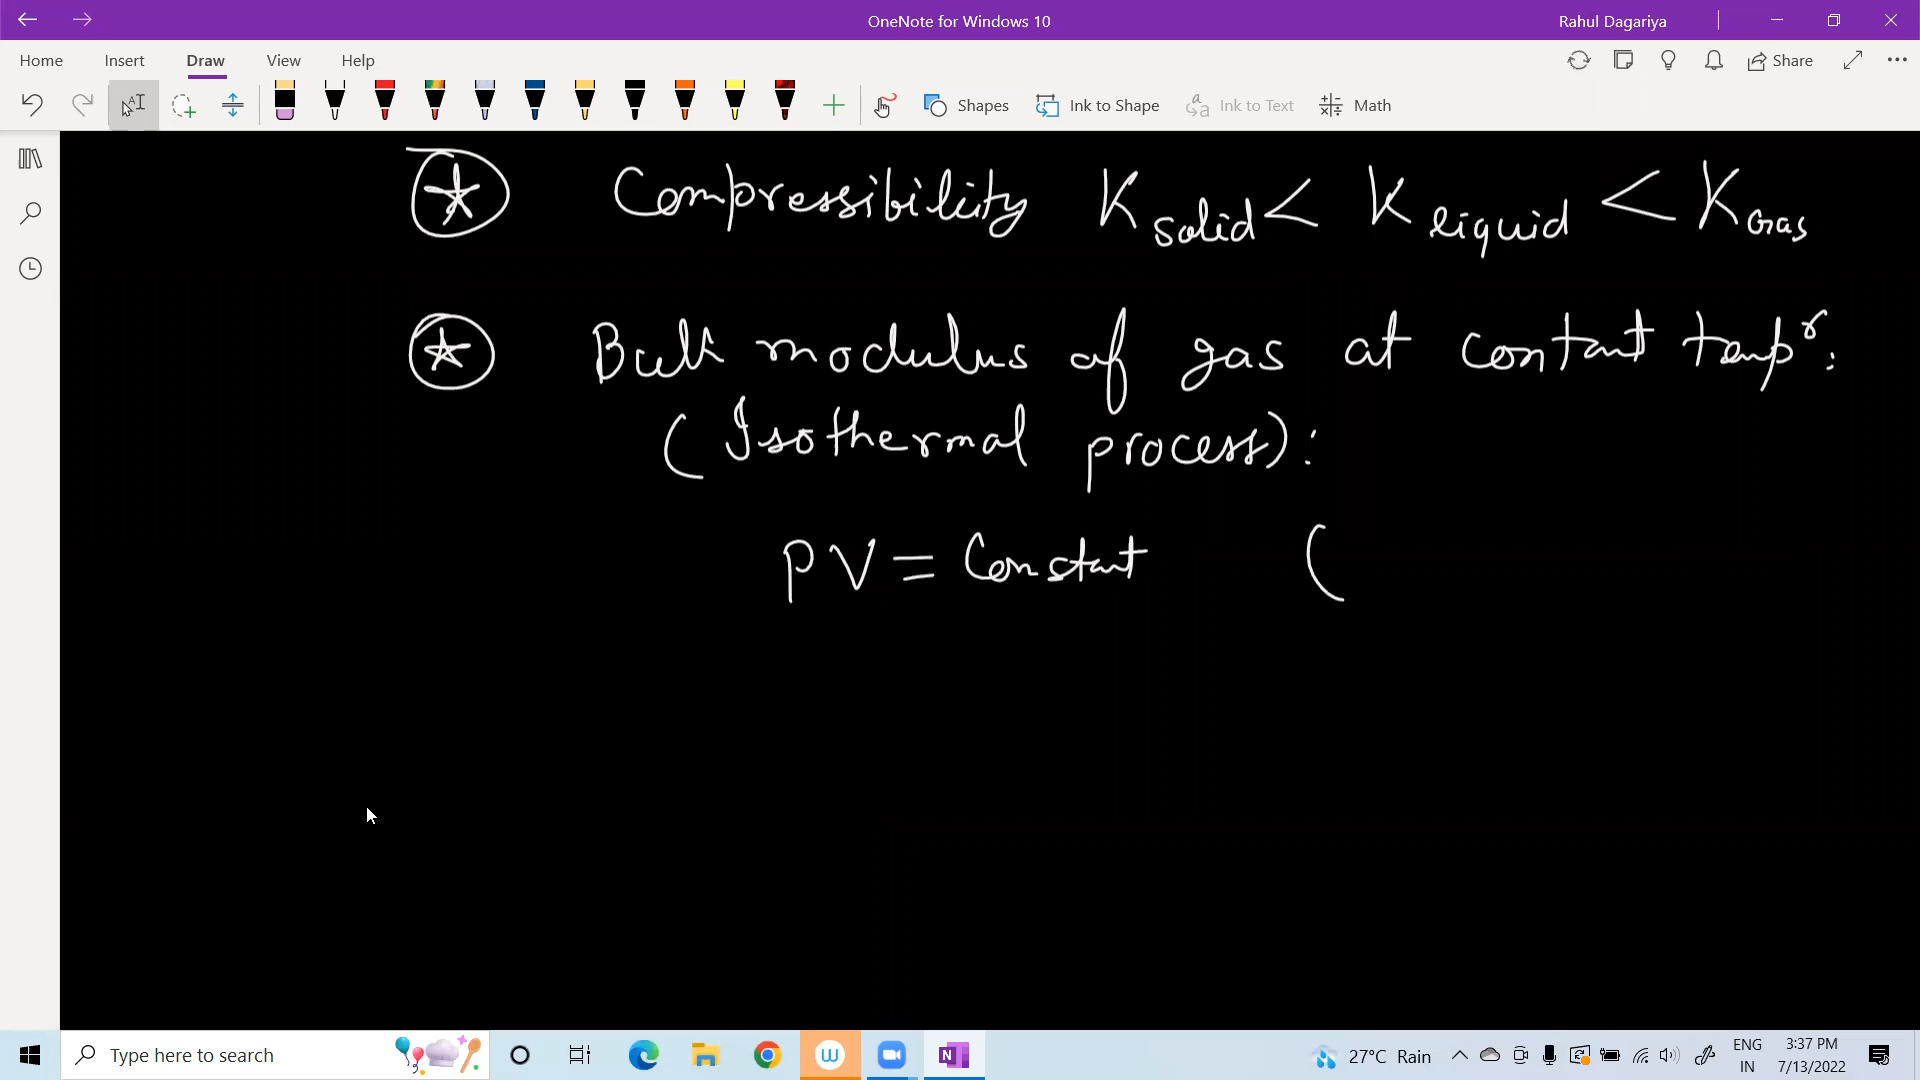 OneNote for Windows 10
Rahul Dagariya
Home Insert Draw View Help
Share
Shapes Ink to Shape Ink to Text Math
Compressibility K solid < K liquid < K Gas
Bulk modulus of gas at contant tempr:
(Isothermal process):
PV = Constant (
Type here to search
27°C Rain
ENG
IN
3:37 PM
7/13/2022